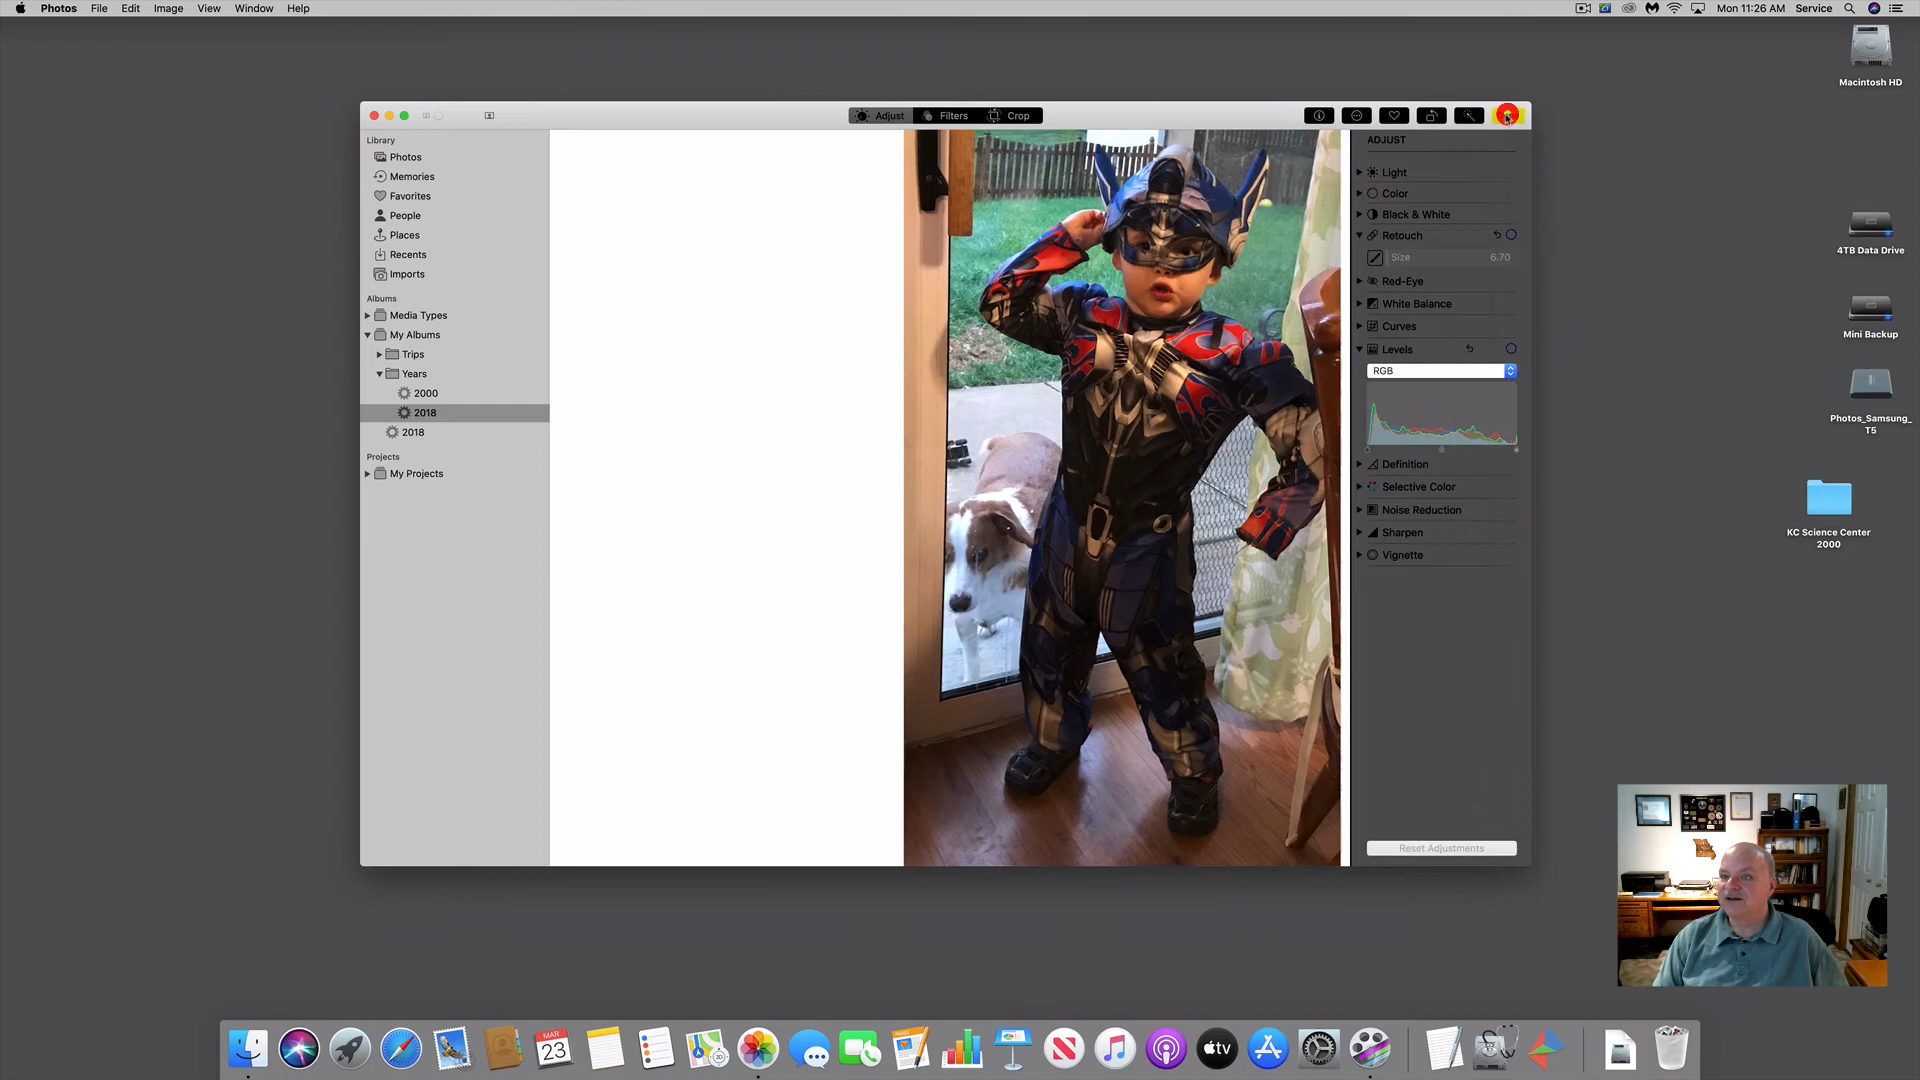 Photos File Edit Image View Window Help
Mon 11:26 AM Service
Macintosh HD
4TB Data Drive
Mini Backup
Photos_Samsung_
T5
KC Science Center
2000
Adjust Filters Crop
Library
Photos
Memories
Favorites
People
Places
Recents
Imports
Albums
Media Types
My Albums
Trips
Years
2000
2018
2018
Projects
My Projects
ADJUST
Light
Color
Black & White
Retouch
Size 6.70
Red-Eye
White Balance
Curves
Levels
RGB
Definition
Selective Color
Noise Reduction
Sharpen
Vignette
Reset Adjustments
MAR
23
PAGES
3D
tv